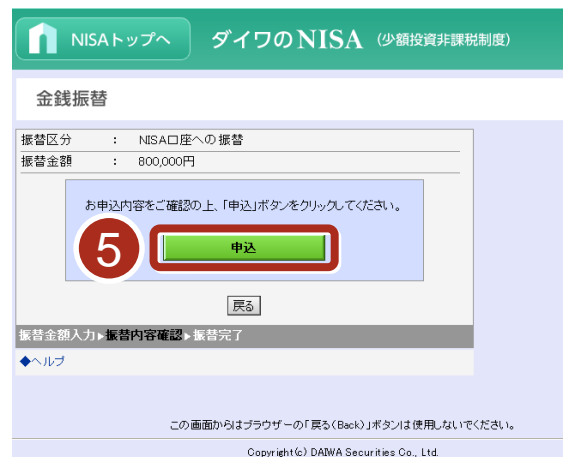 NISAトップへ ダイワのNISA (少額投資非課税制度)
金銭振替
振替区分 : NISA口座への振替
振替金額 : 800,000円
お申込内容をご確認の上、「申込」ボタンをクリックしてください。
5 申込
戻る
振替金額入力▶振替内容確認▶振替完了
◆ヘルプ
この画面からはブラウザーの「戻る(Back)」ボタンは使用しないでください。
Copyright(c) DAIWA Securities Co., Ltd.